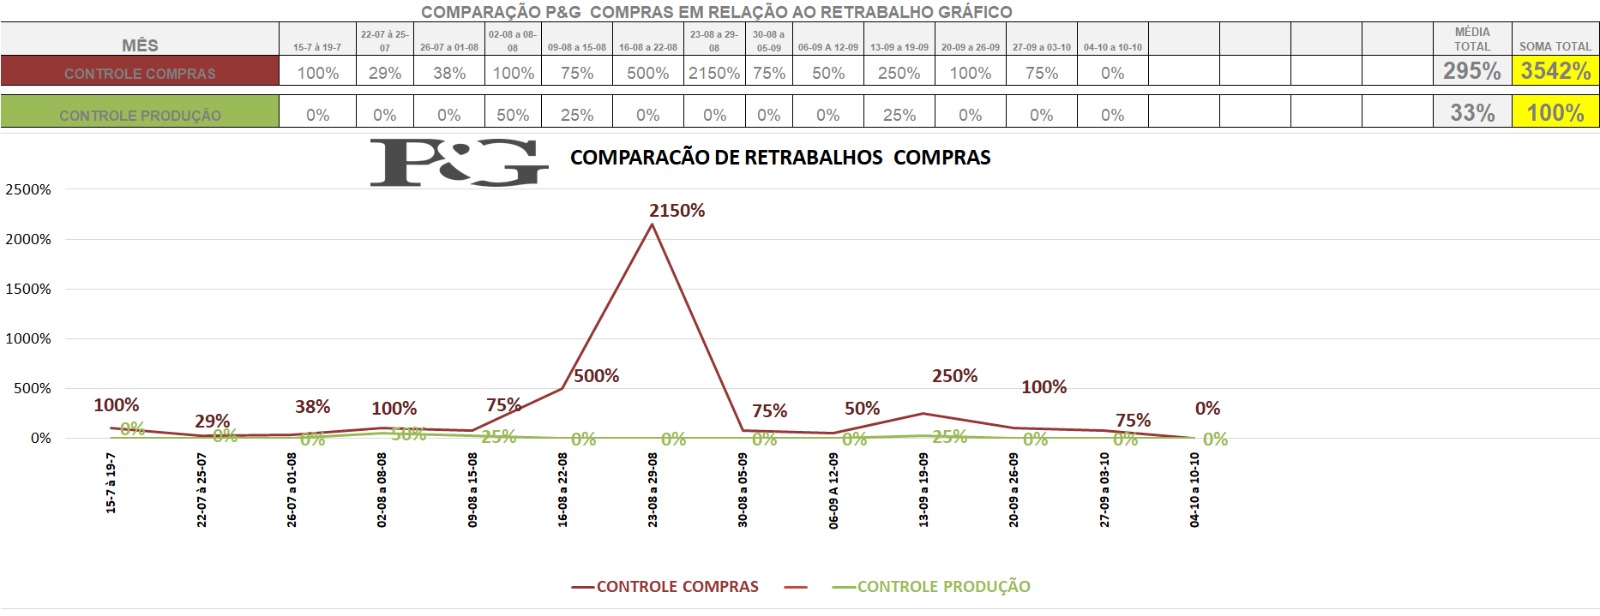 COMPARAÇÃO P&G COMPRAS EM RELAÇÃO AO RETRABALHO GRÁFICO
MÊS 15-7 à 19-7 22-07 à 25-07 26-07 a 01-08 02-08 a 08-08 09-08 a 15-08 16-08 a 22-08 23-08 a 29-08 30-08 a 05-09 06-09 A 12-09 13-09 a 19-09 20-09 a 26-09 27-09 a 03-10 04-10 a 10-10 MÉDIA TOTAL SOMA TOTAL
CONTROLE COMPRAS 100% 29% 38% 100% 75% 500% 2150% 75% 50% 250% 100% 75% 0% 295% 3542%
CONTROLE PRODUÇÃO 0% 0% 0% 50% 25% 0% 0% 0% 0% 25% 0% 0% 0% 33% 100%
P&G COMPARACÃO DE RETRABALHOS COMPRAS
2500%
2150%
2000%
1500%
1000%
500%
500% 250% 100%
100% 29% 38% 100% 75% 75% 50% 75% 0%
0%
0% 0% 0% 50% 25% 0% 0% 0% 0% 25% 0% 0% 0%
15-7 à 19-7
22-07 à 25-07
26-07 a 01-08
02-08 a 08-08
09-08 a 15-08
16-08 a 22-08
23-08 a 29-08
30-08 a 05-09
06-09 A 12-09
13-09 a 19-09
20-09 a 26-09
27-09 a 03-10
04-10 a 10-10
CONTROLE COMPRAS CONTROLE PRODUÇÃO